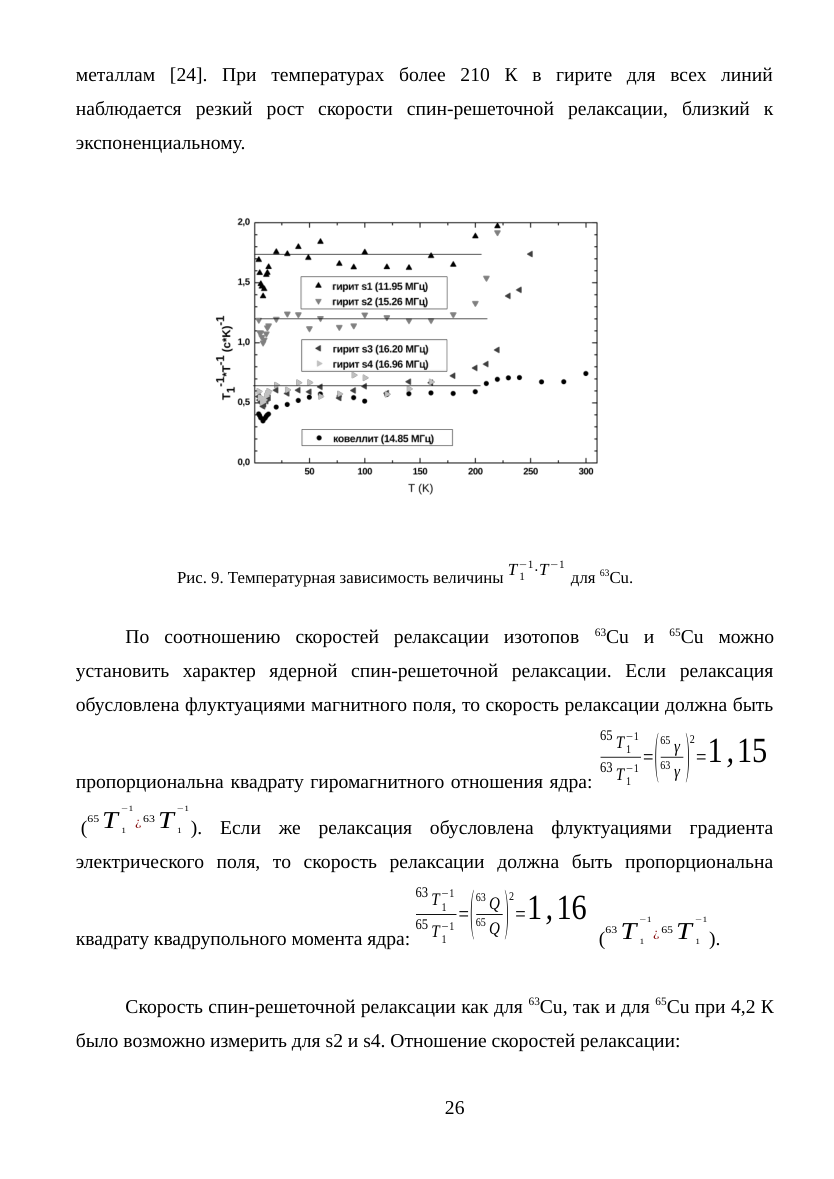 металлам [24]. При температурах более 210 К в гирите для всех линий
наблюдается резкий рост скорости спин-решеточной релаксации, близкий к
экспоненциальному.
2,0
1,5
1,0
0,5
0,0
T₁⁻¹*T⁻¹ (c*K)⁻¹
гирит s1 (11.95 МГц)
гирит s2 (15.26 МГц)
гирит s3 (16.20 МГц)
гирит s4 (16.96 МГц)
ковеллит (14.85 МГц)
50 100 150 200 250 300
T (K)
Рис. 9. Температурная зависимость величины T₁⁻¹·T⁻¹ для ⁶³Cu.
По соотношению скоростей релаксации изотопов ⁶³Cu и ⁶⁵Cu можно
установить характер ядерной спин-решеточной релаксации. Если релаксация
обусловлена флуктуациями магнитного поля, то скорость релаксации должна быть
пропорциональна квадрату гиромагнитного отношения ядра: ⁶⁵T₁⁻¹/⁶³T₁⁻¹=(⁶⁵γ/⁶³γ)²=1,15
(⁶⁵T₁⁻¹¿⁶³T₁⁻¹). Если же релаксация обусловлена флуктуациями градиента
электрического поля, то скорость релаксации должна быть пропорциональна
квадрату квадрупольного момента ядра: ⁶³T₁⁻¹/⁶⁵T₁⁻¹=(⁶³Q/⁶⁵Q)²=1,16 (⁶³T₁⁻¹¿⁶⁵T₁⁻¹).
Скорость спин-решеточной релаксации как для ⁶³Cu, так и для ⁶⁵Cu при 4,2 К
было возможно измерить для s2 и s4. Отношение скоростей релаксации:
26